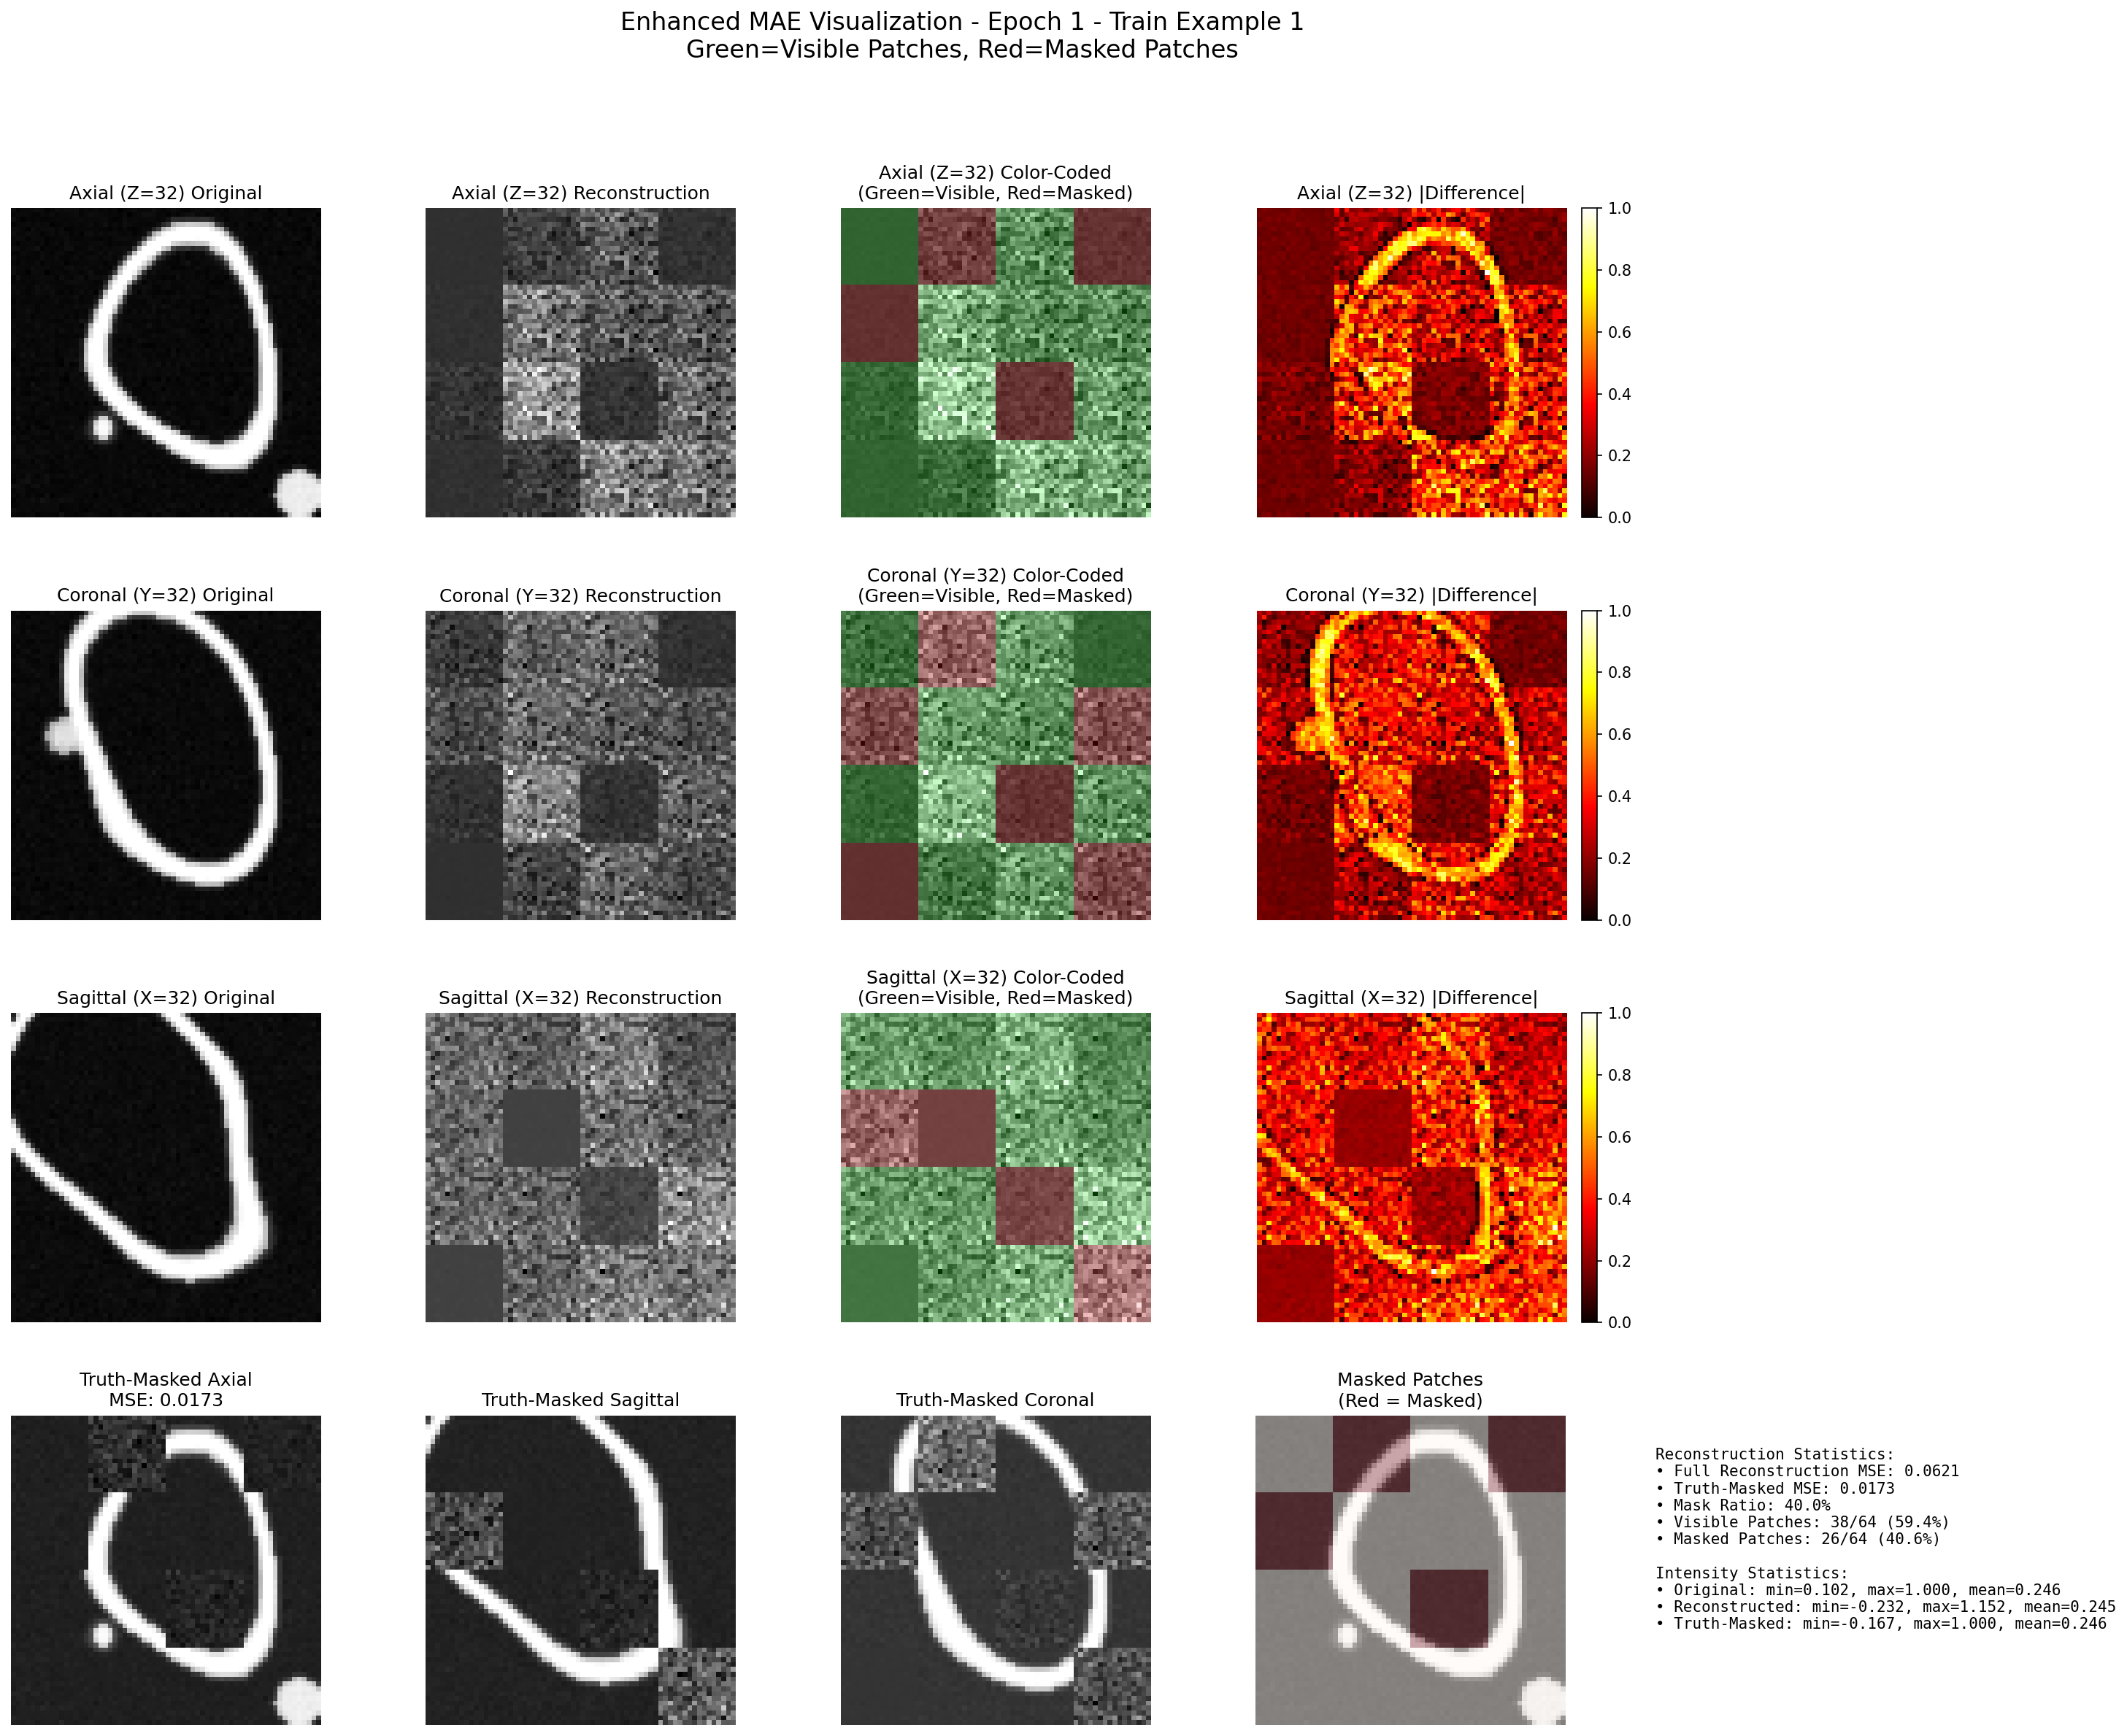 Enhanced MAE Visualization - Epoch 1 - Train Example 1
Green=Visible Patches, Red=Masked Patches
Axial (Z=32) Original
Axial (Z=32) Reconstruction
Axial (Z=32) Color-Coded
(Green=Visible, Red=Masked)
Axial (Z=32) |Difference|
1.0
0.8
0.6
0.4
0.2
0.0
Coronal (Y=32) Original
Coronal (Y=32) Reconstruction
Coronal (Y=32) Color-Coded
(Green=Visible, Red=Masked)
Coronal (Y=32) |Difference|
1.0
0.8
0.6
0.4
0.2
0.0
Sagittal (X=32) Original
Sagittal (X=32) Reconstruction
Sagittal (X=32) Color-Coded
(Green=Visible, Red=Masked)
Sagittal (X=32) |Difference|
1.0
0.8
0.6
0.4
0.2
0.0
Truth-Masked Axial
MSE: 0.0173
Truth-Masked Sagittal
Truth-Masked Coronal
Masked Patches
(Red = Masked)
Reconstruction Statistics:
• Full Reconstruction MSE: 0.0621
• Truth-Masked MSE: 0.0173
• Mask Ratio: 40.0%
• Visible Patches: 38/64 (59.4%)
• Masked Patches: 26/64 (40.6%)
Intensity Statistics:
• Original: min=0.102, max=1.000, mean=0.246
• Reconstructed: min=-0.232, max=1.152, mean=0.245
• Truth-Masked: min=-0.167, max=1.000, mean=0.246